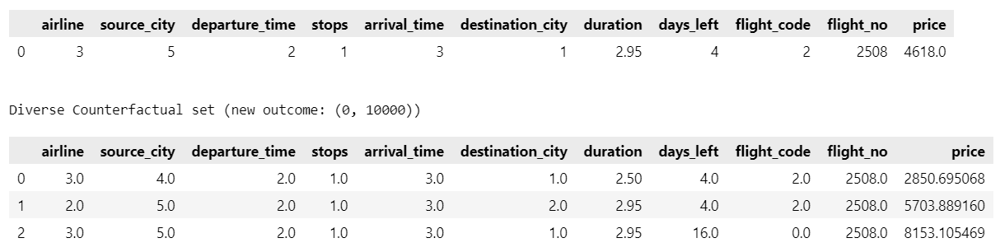 airline source_city departure_time stops arrival_time destination_city duration days_left flight_code flight_no price
0 3 5 2 1 3 1 2.95 4 2 2508 4618.0
Diverse Counterfactual set (new outcome: (0, 10000))
airline source_city departure_time stops arrival_time destination_city duration days_left flight_code flight_no price
0 3.0 4.0 2.0 1.0 3.0 1.0 2.50 4.0 2.0 2508.0 2850.695068
1 2.0 5.0 2.0 1.0 3.0 2.0 2.95 4.0 2.0 2508.0 5703.889160
2 3.0 5.0 2.0 1.0 3.0 1.0 2.95 16.0 0.0 2508.0 8153.105469